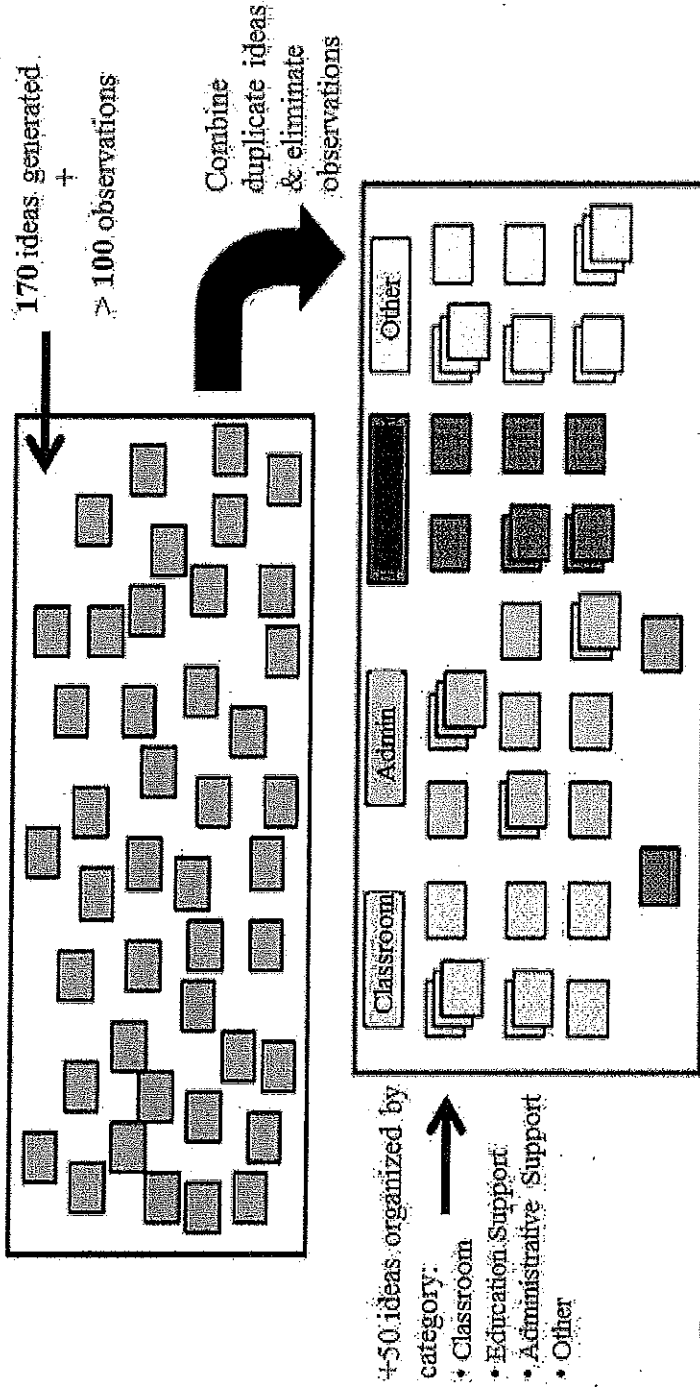 170 ideas generated
+
> 100 observations
Combine
duplicate ideas
& eliminate
observations
Classroom
Admin
Other
+50 ideas organized by
category:
• Classroom
• Education Support
• Administrative Support
• Other